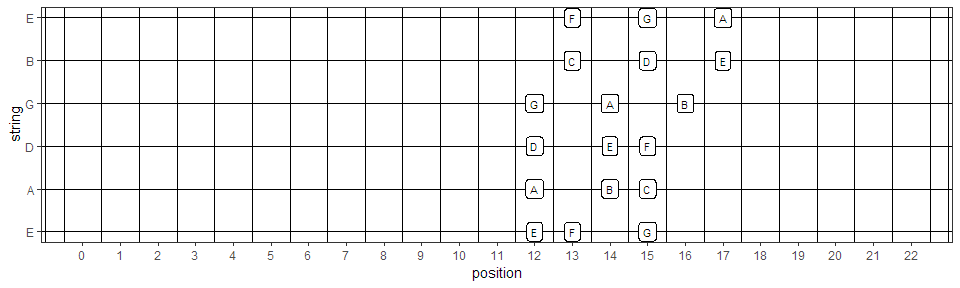 E F G A
B C D E
G G A B
D D E F
A A B C
E E F G
string
0 1 2 3 4 5 6 7 8 9 10 11 12 13 14 15 16 17 18 19 20 21 22
position